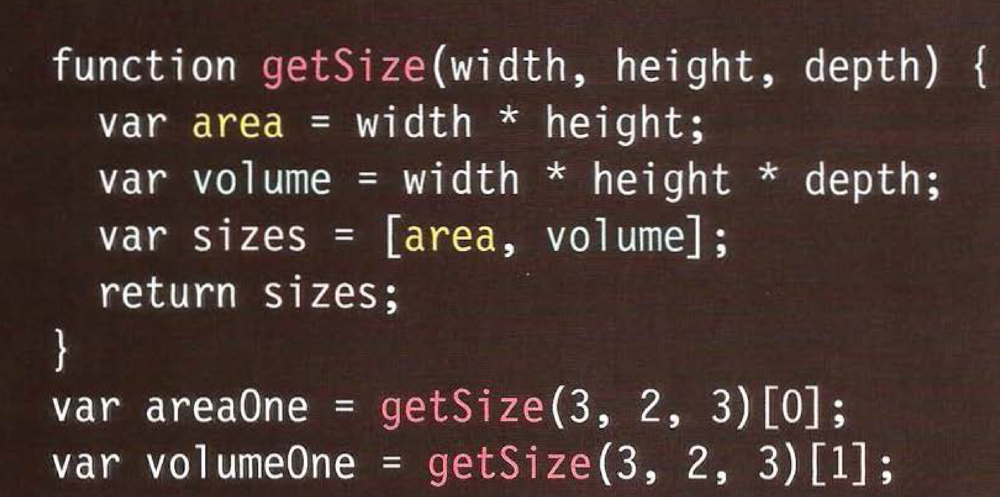 function getSize(width, height, depth) {
  var area = width * height;
  var volume = width * height * depth;
  var sizes = [area, volume];
  return sizes;
}
var areaOne = getSize(3, 2, 3)[0];
var volumeOne = getSize(3, 2, 3)[1];